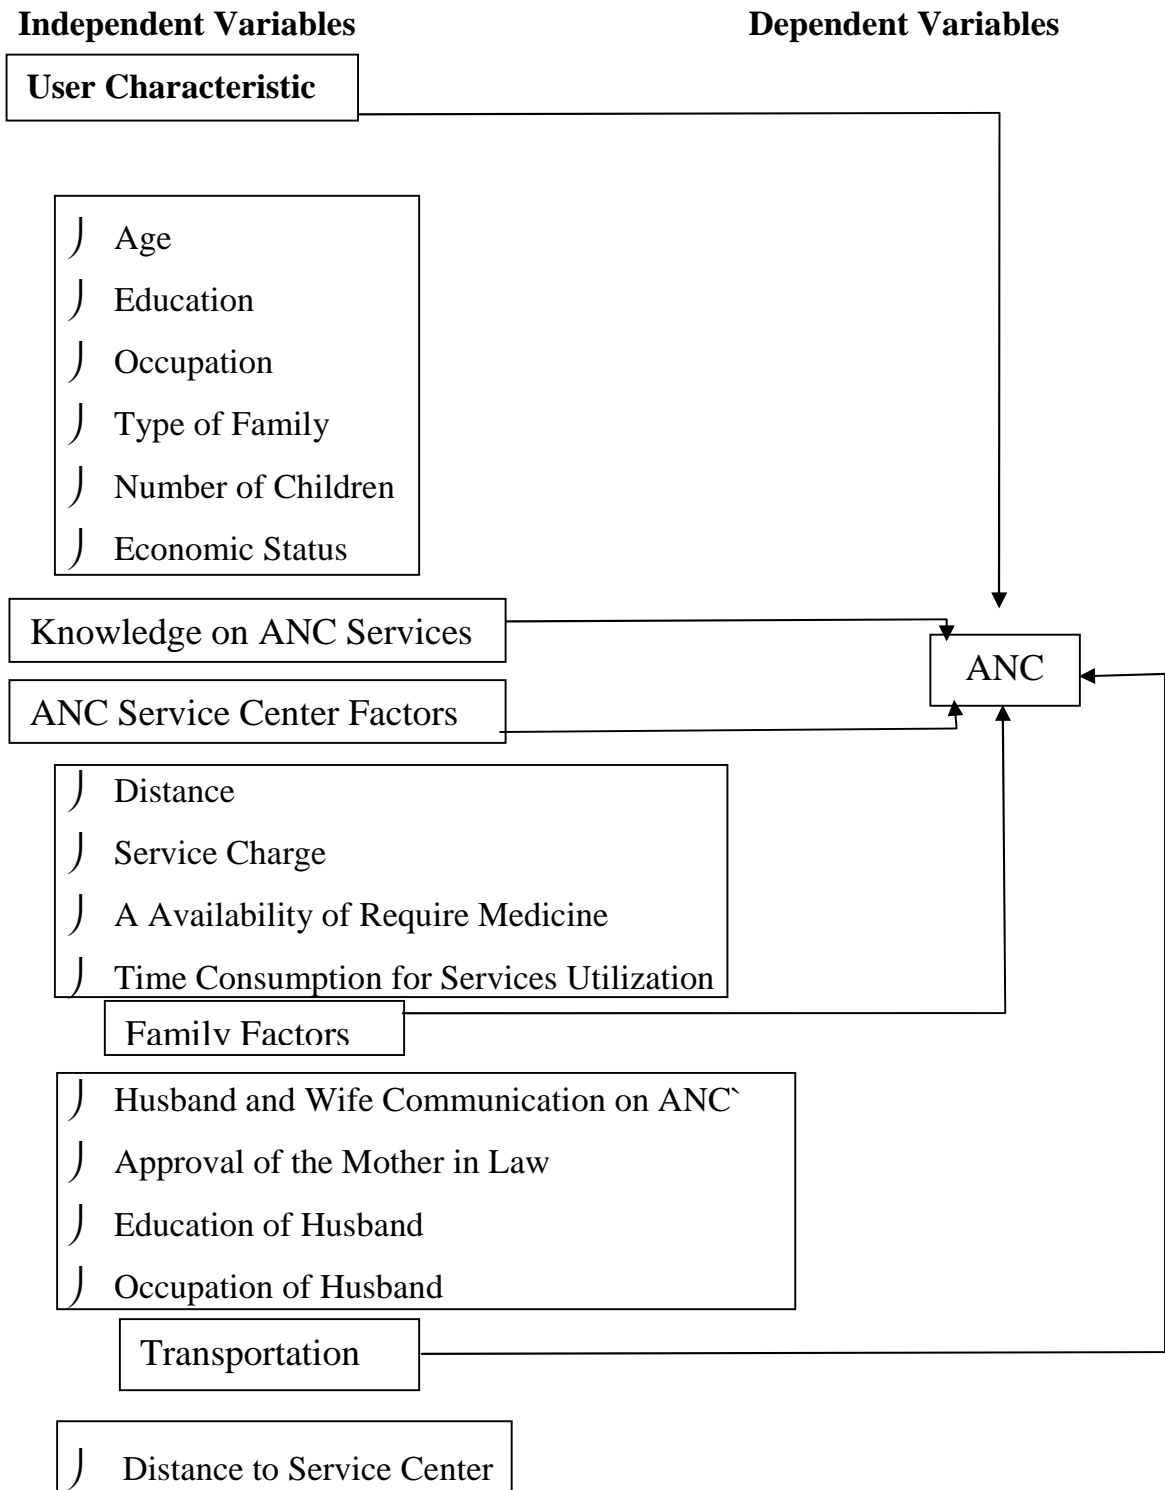 Independent Variables Dependent Variables
User Characteristic
⌡ Age
⌡ Education
⌡ Occupation
⌡ Type of Family
⌡ Number of Children
⌡ Economic Status
Knowledge on ANC Services
ANC
ANC Service Center Factors
⌡ Distance
⌡ Service Charge
⌡ A Availability of Require Medicine
⌡ Time Consumption for Services Utilization
Family Factors
⌡ Husband and Wife Communication on ANC`
⌡ Approval of the Mother in Law
⌡ Education of Husband
⌡ Occupation of Husband
Transportation
⌡ Distance to Service Center